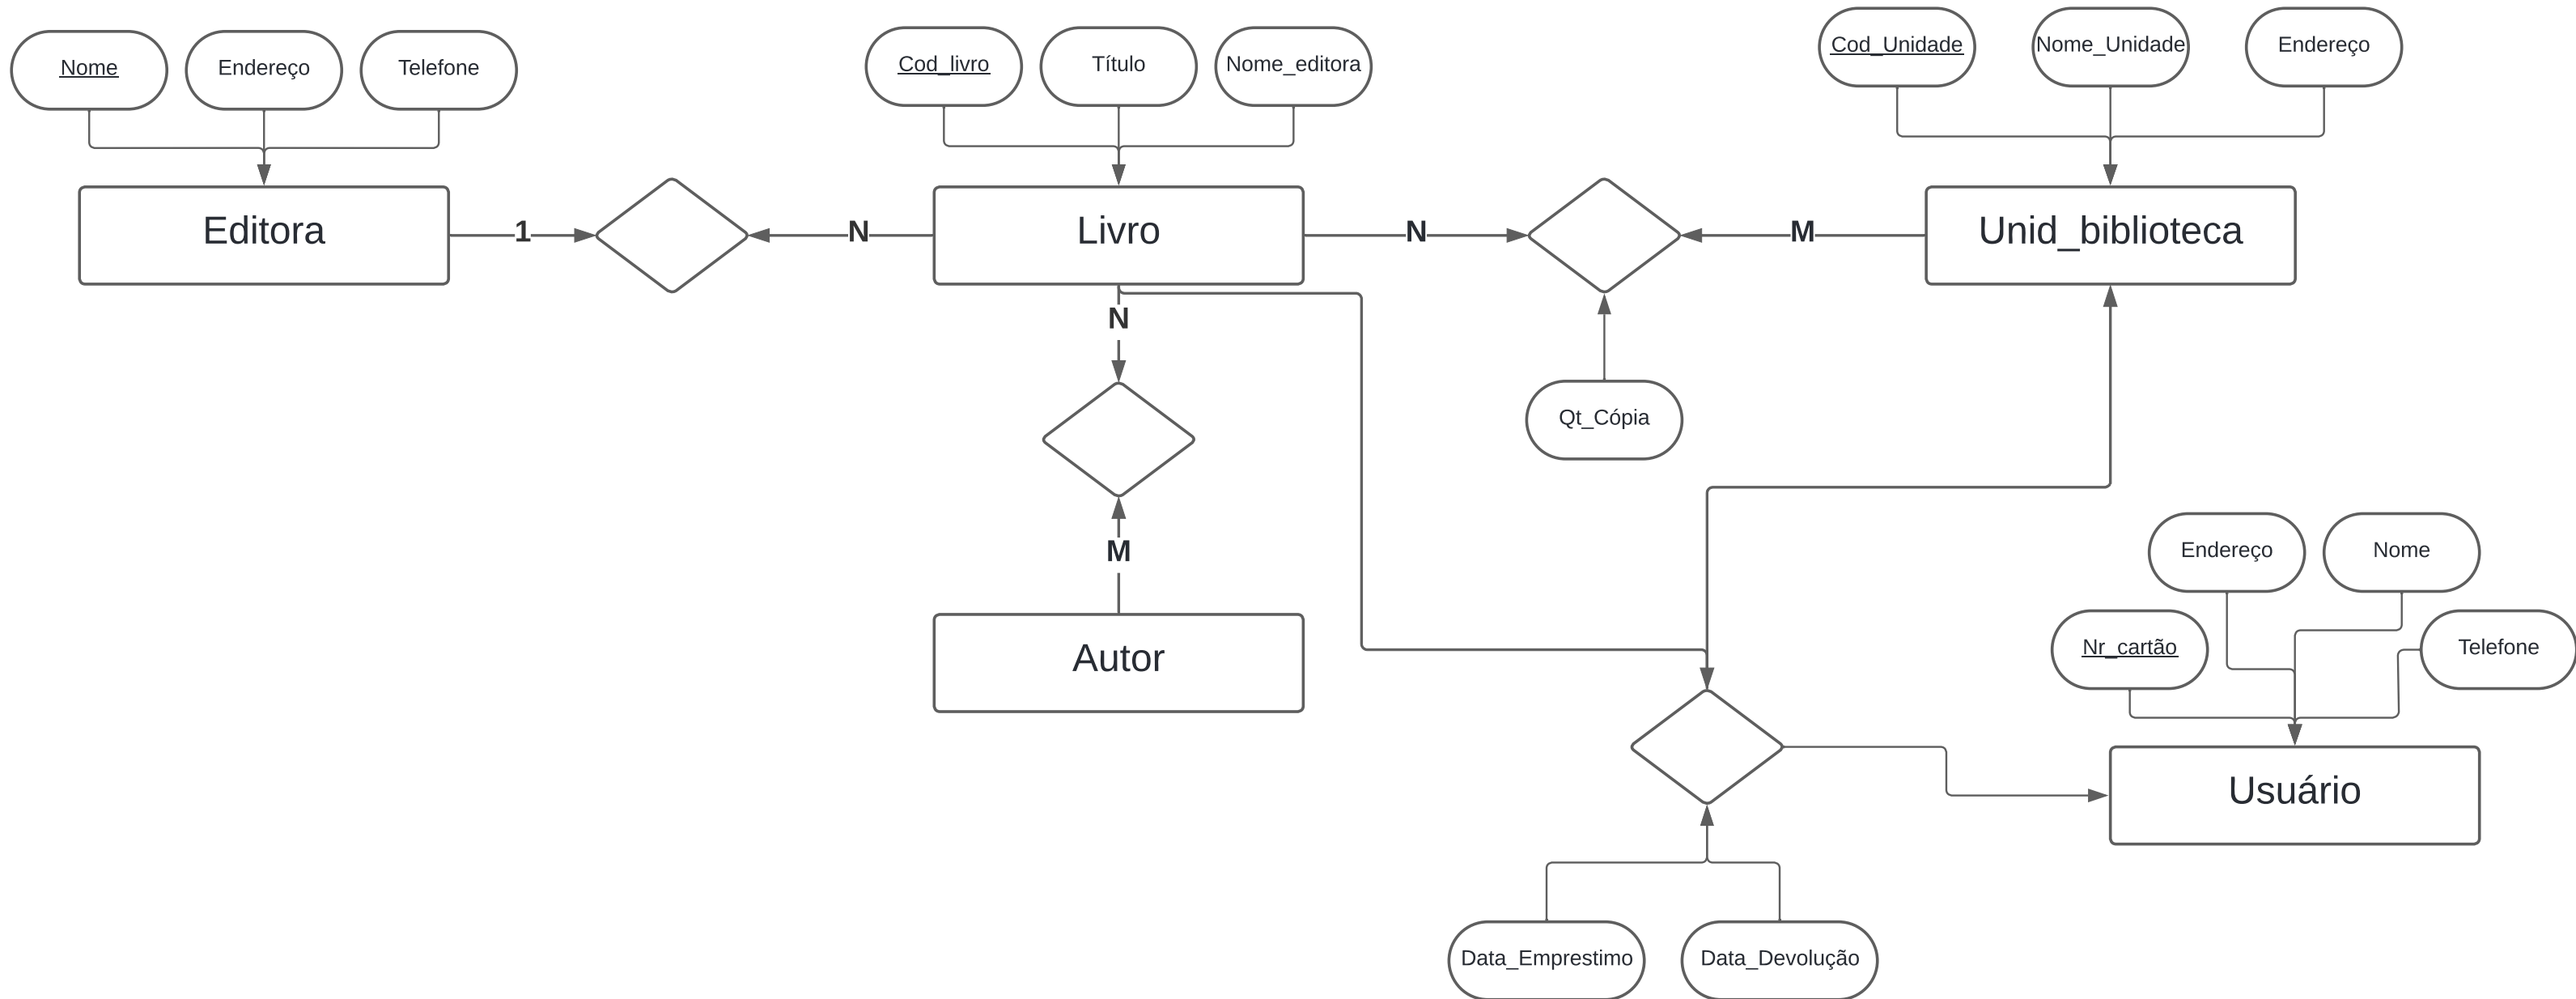 Nome
Endereço
Telefone
Cod_livro
Título
Nome_editora
Cod_Unidade
Nome_Unidade
Endereço
Editora
1
N
Livro
N
M
Unid_biblioteca
N
Qt_Cópia
M
Autor
Endereço
Nome
Nr_cartão
Telefone
Usuário
Data_Emprestimo
Data_Devolução